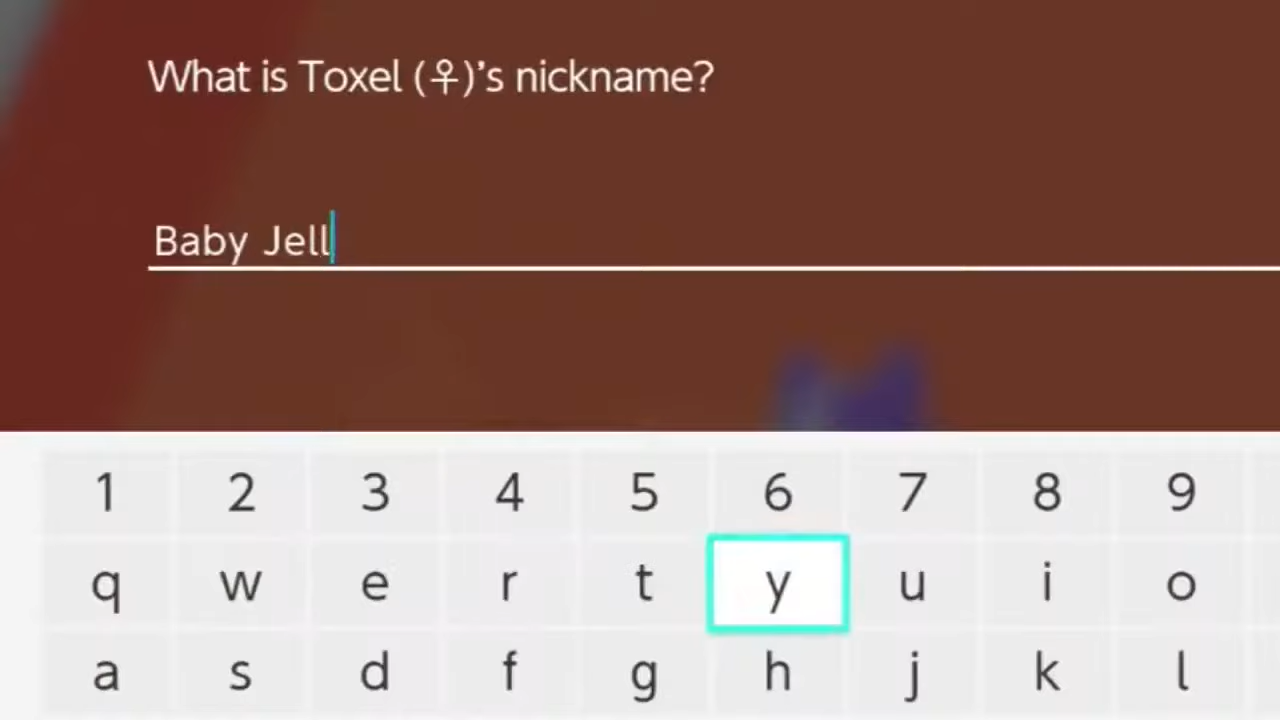 What is Toxel (♀)'s nickname?
Baby Jell
1 2 3 4 5 6 7 8 9
q w e r t y u i o
a s d f g h j k l